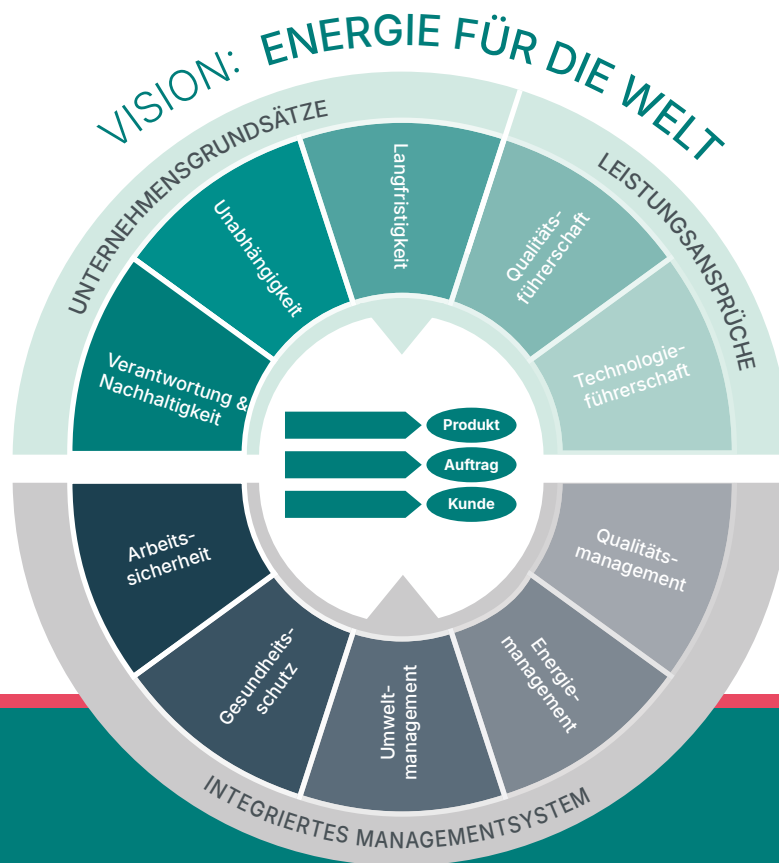 VISION: ENERGIE FÜR DIE WELT
UNTERNEHMENSGRUNDSÄTZE
LEISTUNGSANSPRÜCHE
Verantwortung &
Nachhaltigkeit
Unabhängigkeit
Langfristigkeit
Qualitäts-
führerschaft
Technologie-
führerschaft
Produkt
Auftrag
Kunde
Arbeits-
sicherheit
Gesundheits-
schutz
Umwelt-
management
Energie-
management
Qualitäts-
management
INTEGRIERTES MANAGEMENTSYSTEM